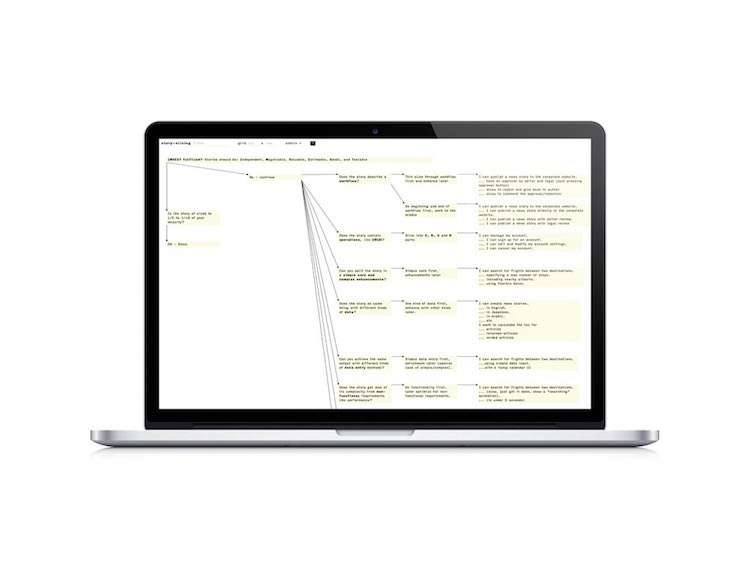 story-slicing
grid
admin
?
INVEST fulfilled? Stories should be: Independent, Negotiable, Valuable, Estimable, Small, and Testable
No - continue
Is the story of sized to
1/6 to 1/10 of your
velocity?
OK - Done
Does the story describe a
workflow?
Thin slice through workflow
first and enhance later
I can publish a news story to the corporate website.
... have an approval by editor and legal (just pressing
approval button)
... allow to reject and give back to author
... allow to comment the approval/rejection
Do beginning and end of
workflow first, work to the
middle
I can publish a news story to the corporate website.
... I can publish a news story directly to the corporate
website.
... I can publish a news story with editor review
... I can publish a news story with legal review
Does the story contain
operations, like CRUD?
Slice into C, R, U and D
parts
I can manage my account.
... I can sign up for an account.
... I can edit and modify my account settings.
... I can cancel my account.
Can you split the story in
a simple core and
complex enhancements?
Simple core first,
enhancements later
I can search for flights between two destinations.
... specifying a max number of stops.
... including nearby airports.
... using flexible dates.
Does the story do same
thing with different kinds
of data?
One kind of data first,
enhance with other kinds
later.
I can create news stories.
... in English.
... in Japanese.
... in Arabic.
... etc
I want to calculate the tax for
... articles
... returned articles
... voided articles
Can you achieve the same
output with different kinds
of data entry methods?
Simple data entry first,
enrichment later (special
case of simple/complex).
I can search for flights between two destinations.
...using simple date input.
...with a fancy calendar UI
Does the story get most of
its complexity from non-
functional requirements
like performance?
Do functionality first,
later optimize for non-
functional requirements.
I can search for flights between two destinations.
... (slow, just get it done, show a "searching"
animation).
... (in under 5 seconds)